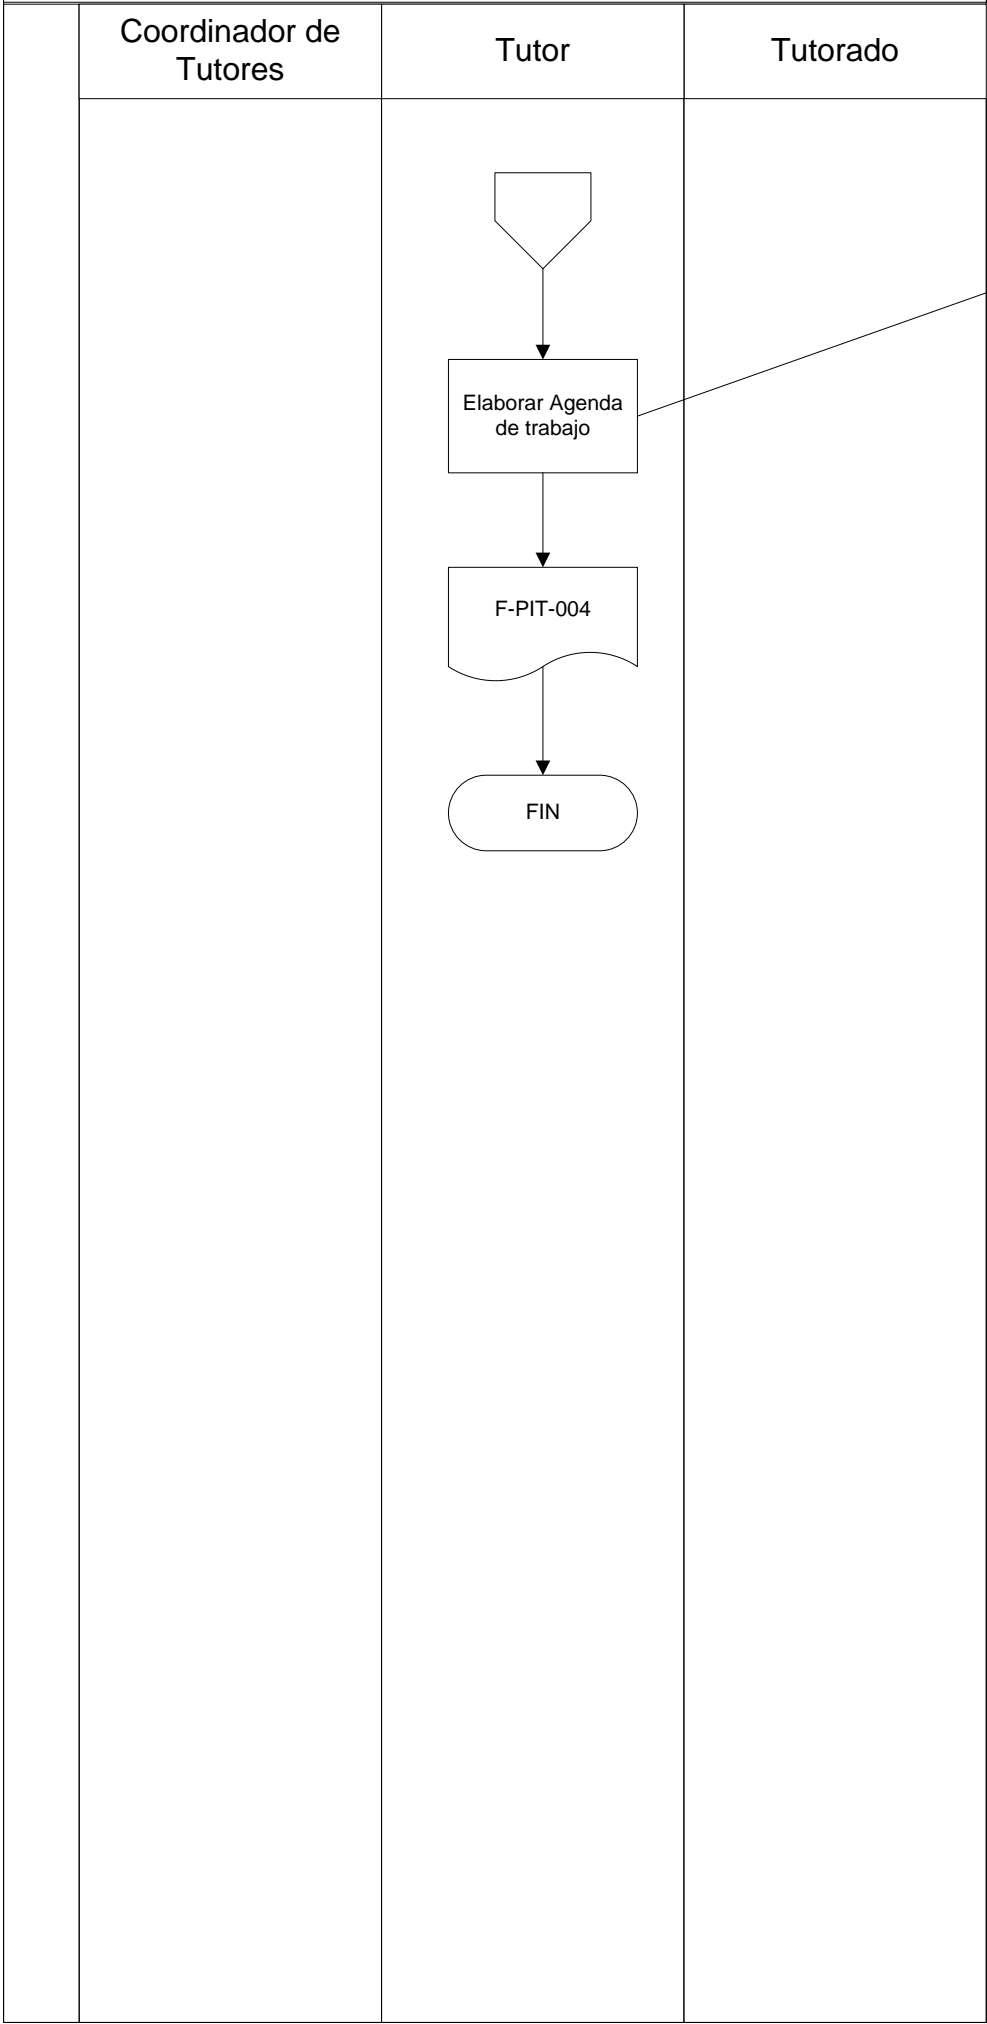 Coordinador de
Tutores
Tutor
Tutorado
Elaborar Agenda
de trabajo
F-PIT-004
FIN